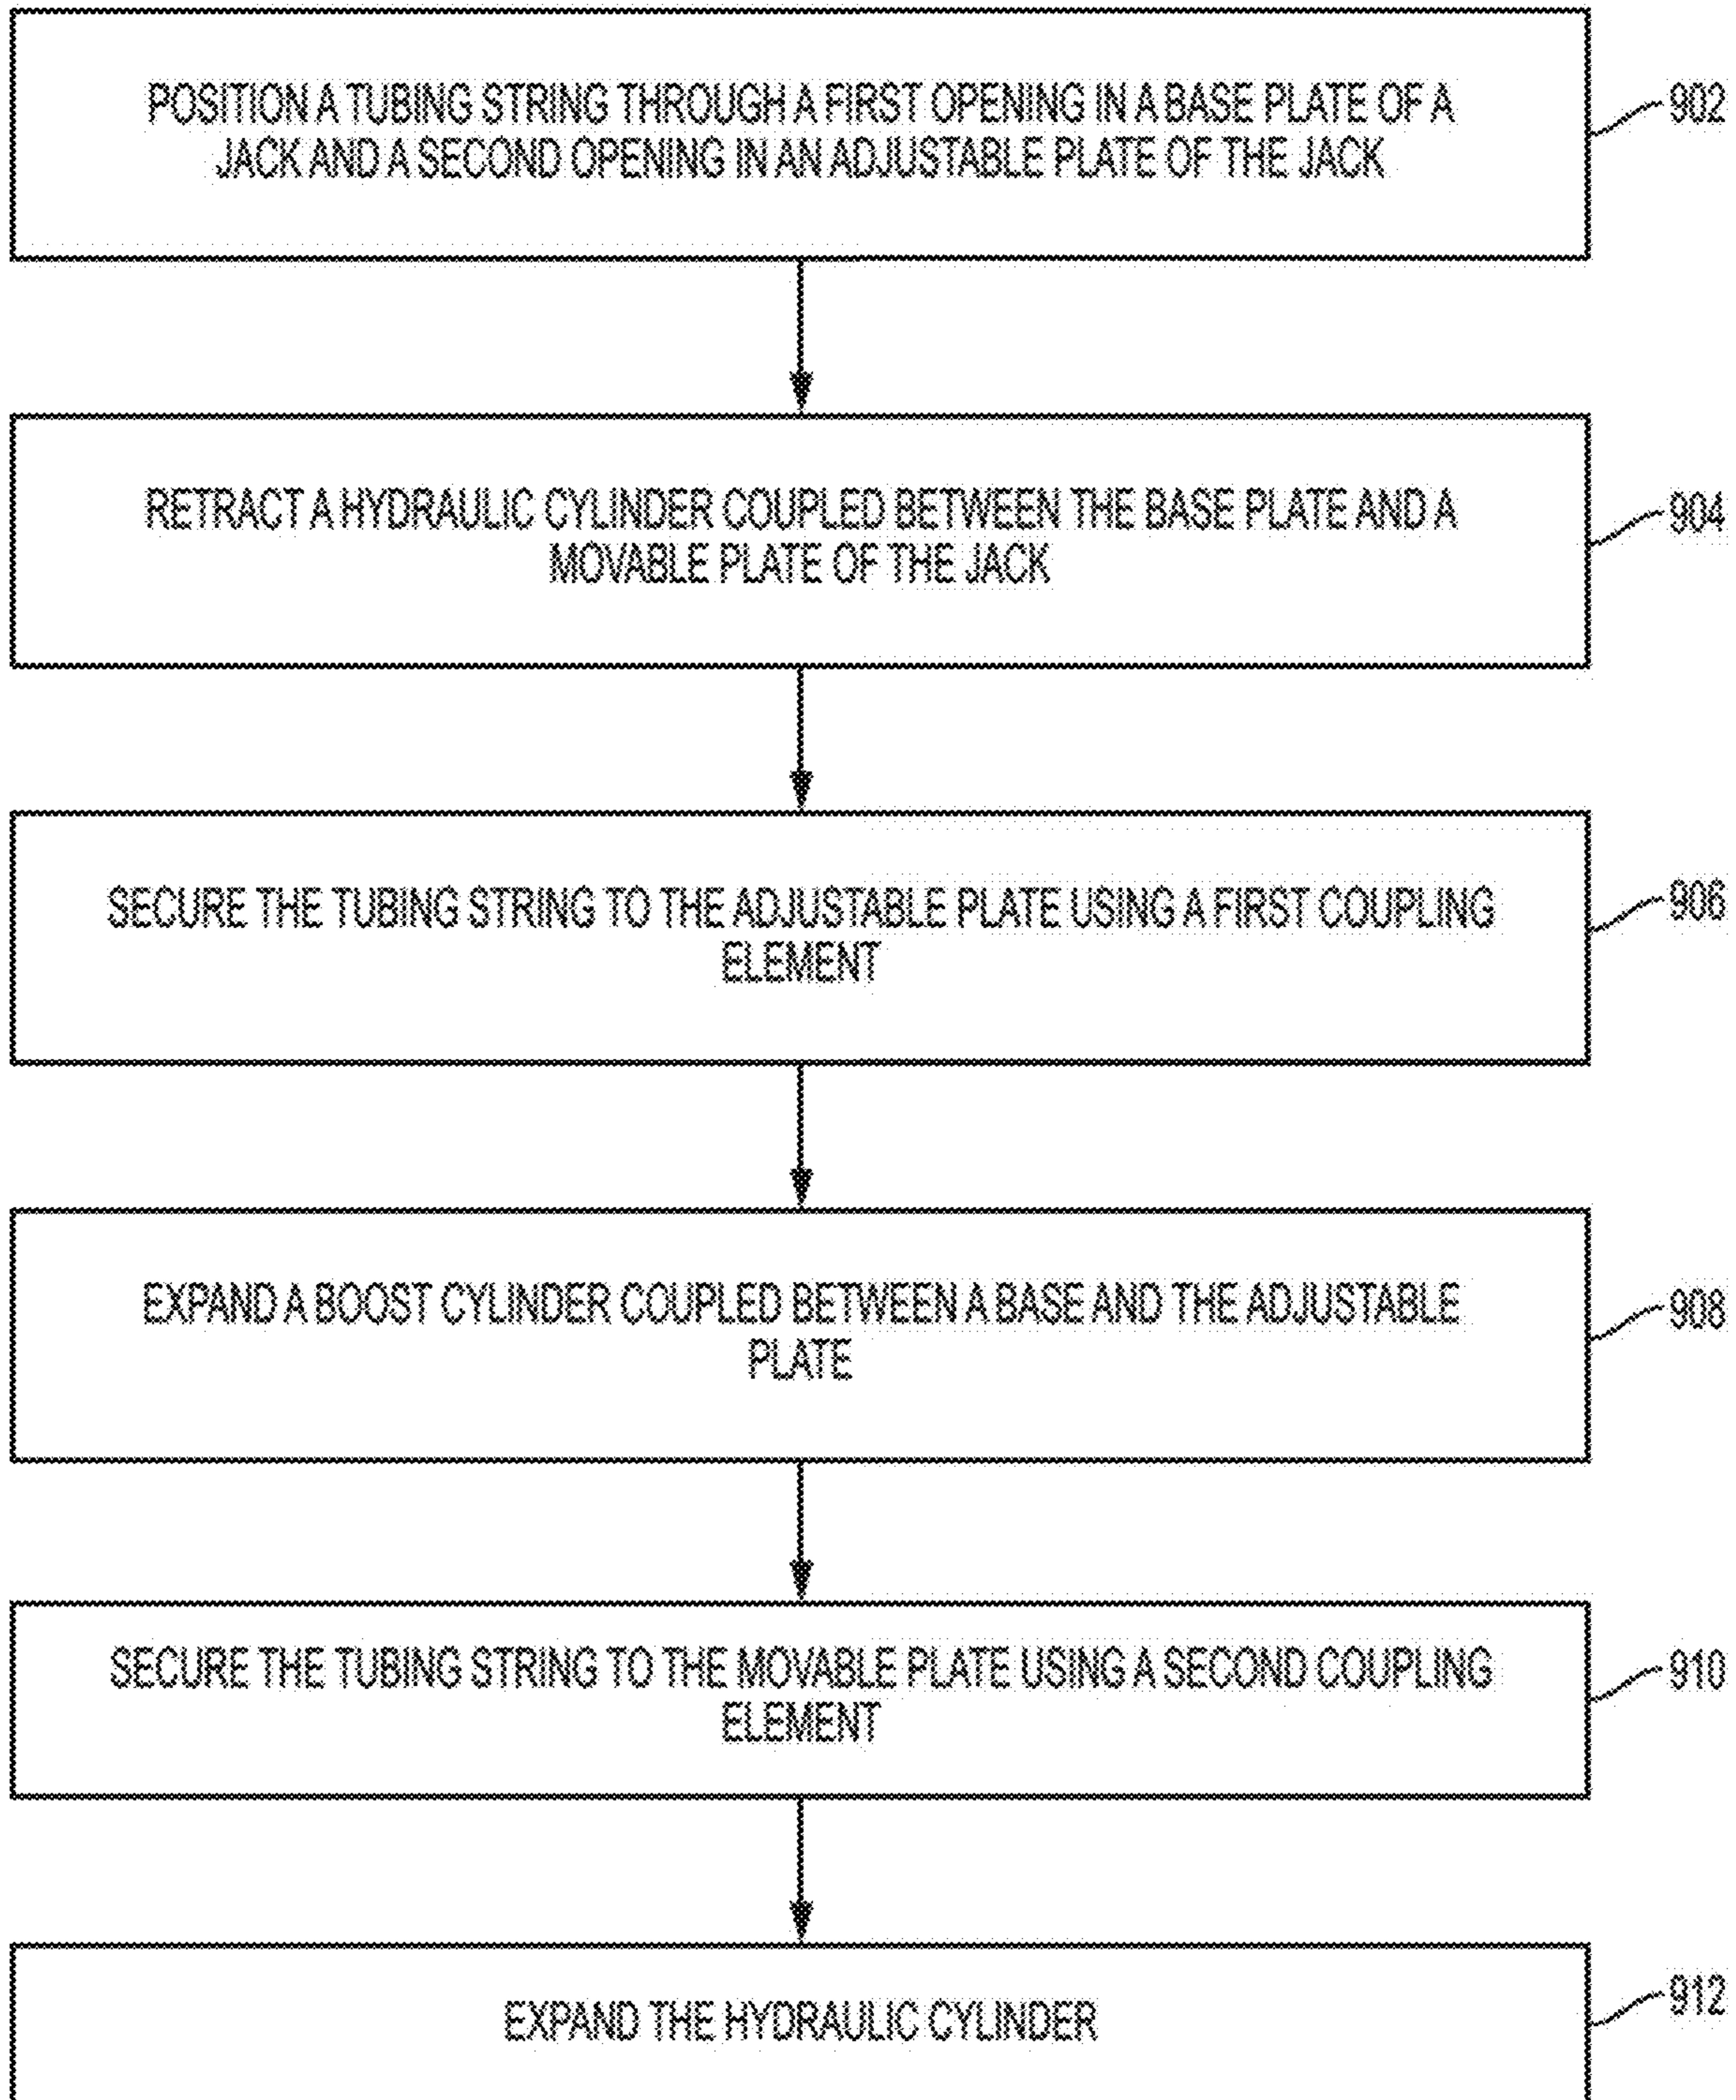 POSITION A TUBING STRING THROUGH A FIRST OPENING IN A BASE PLATE OF A
JACK AND A SECOND OPENING IN AN ADJUSTABLE PLATE OF THE JACK
902
RETRACT A HYDRAULIC CYLINDER COUPLED BETWEEN THE BASE PLATE AND A
MOVABLE PLATE OF THE JACK
904
SECURE THE TUBING STRING TO THE ADJUSTABLE PLATE USING A FIRST COUPLING
ELEMENT
906
EXPAND A BOOST CYLINDER COUPLED BETWEEN A BASE AND THE ADJUSTABLE
PLATE
908
SECURE THE TUBING STRING TO THE MOVABLE PLATE USING A SECOND COUPLING
ELEMENT
910
EXPAND THE HYDRAULIC CYLINDER
912